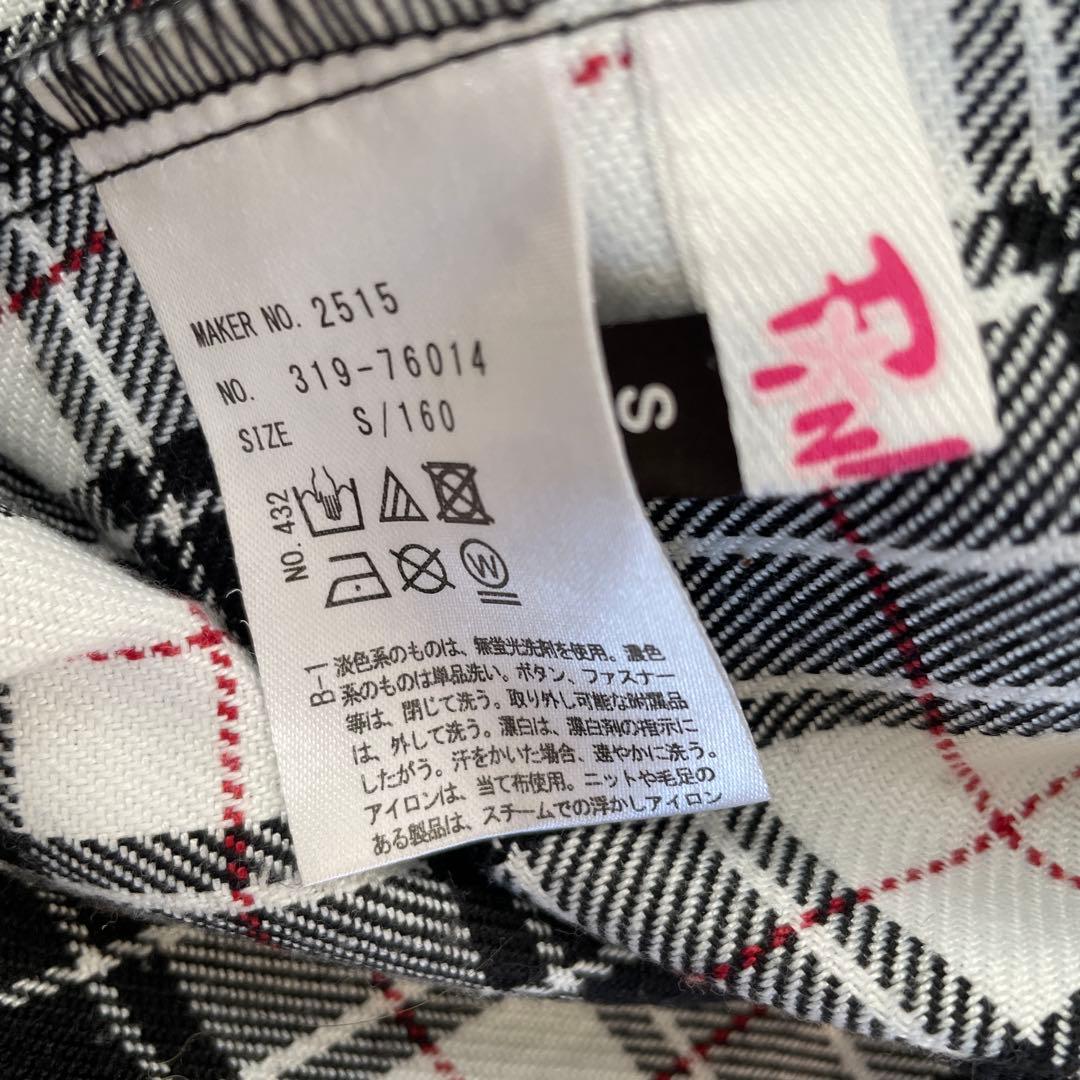 MAKER NO. 2515
NO. 319-76014
SIZE S/160
NO. 432
W
B-1 淡色系のものは、無蛍光洗剤を使用。濃色
系のものは単品洗い。ボタン、ファスナー
等は、閉じて洗う。取り外し可能な附属品
は、外して洗う。漂白は、漂白剤の指示に
したがう。汗をかいた場合、速やかに洗う。
アイロンは、当て布使用。ニットや毛足の
ある製品は、スチームでの浮かしアイロン
S